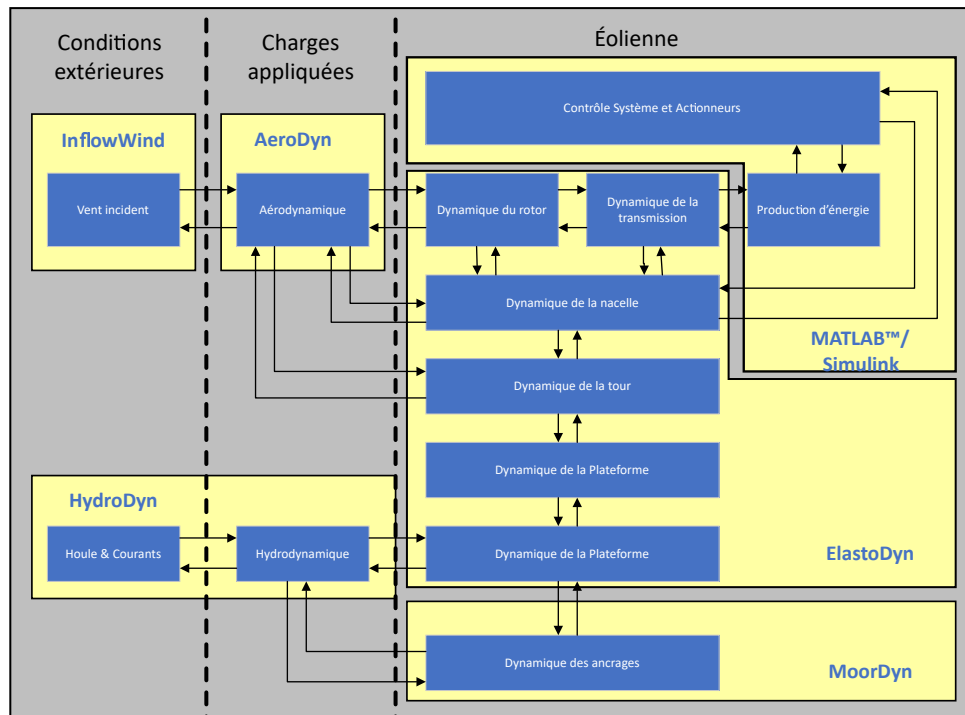 Conditions
extérieures
Charges
appliquées
Éolienne
Contrôle Système et Actionneurs
InflowWind
AeroDyn
Vent incident
Aérodynamique
Dynamique du rotor
Dynamique de la
transmission
Production d'énergie
Dynamique de la nacelle
MATLAB™/
Simulink
Dynamique de la tour
Dynamique de la Plateforme
HydroDyn
Houle & Courants
Hydrodynamique
Dynamique de la Plateforme
ElastoDyn
Dynamique des ancrages
MoorDyn